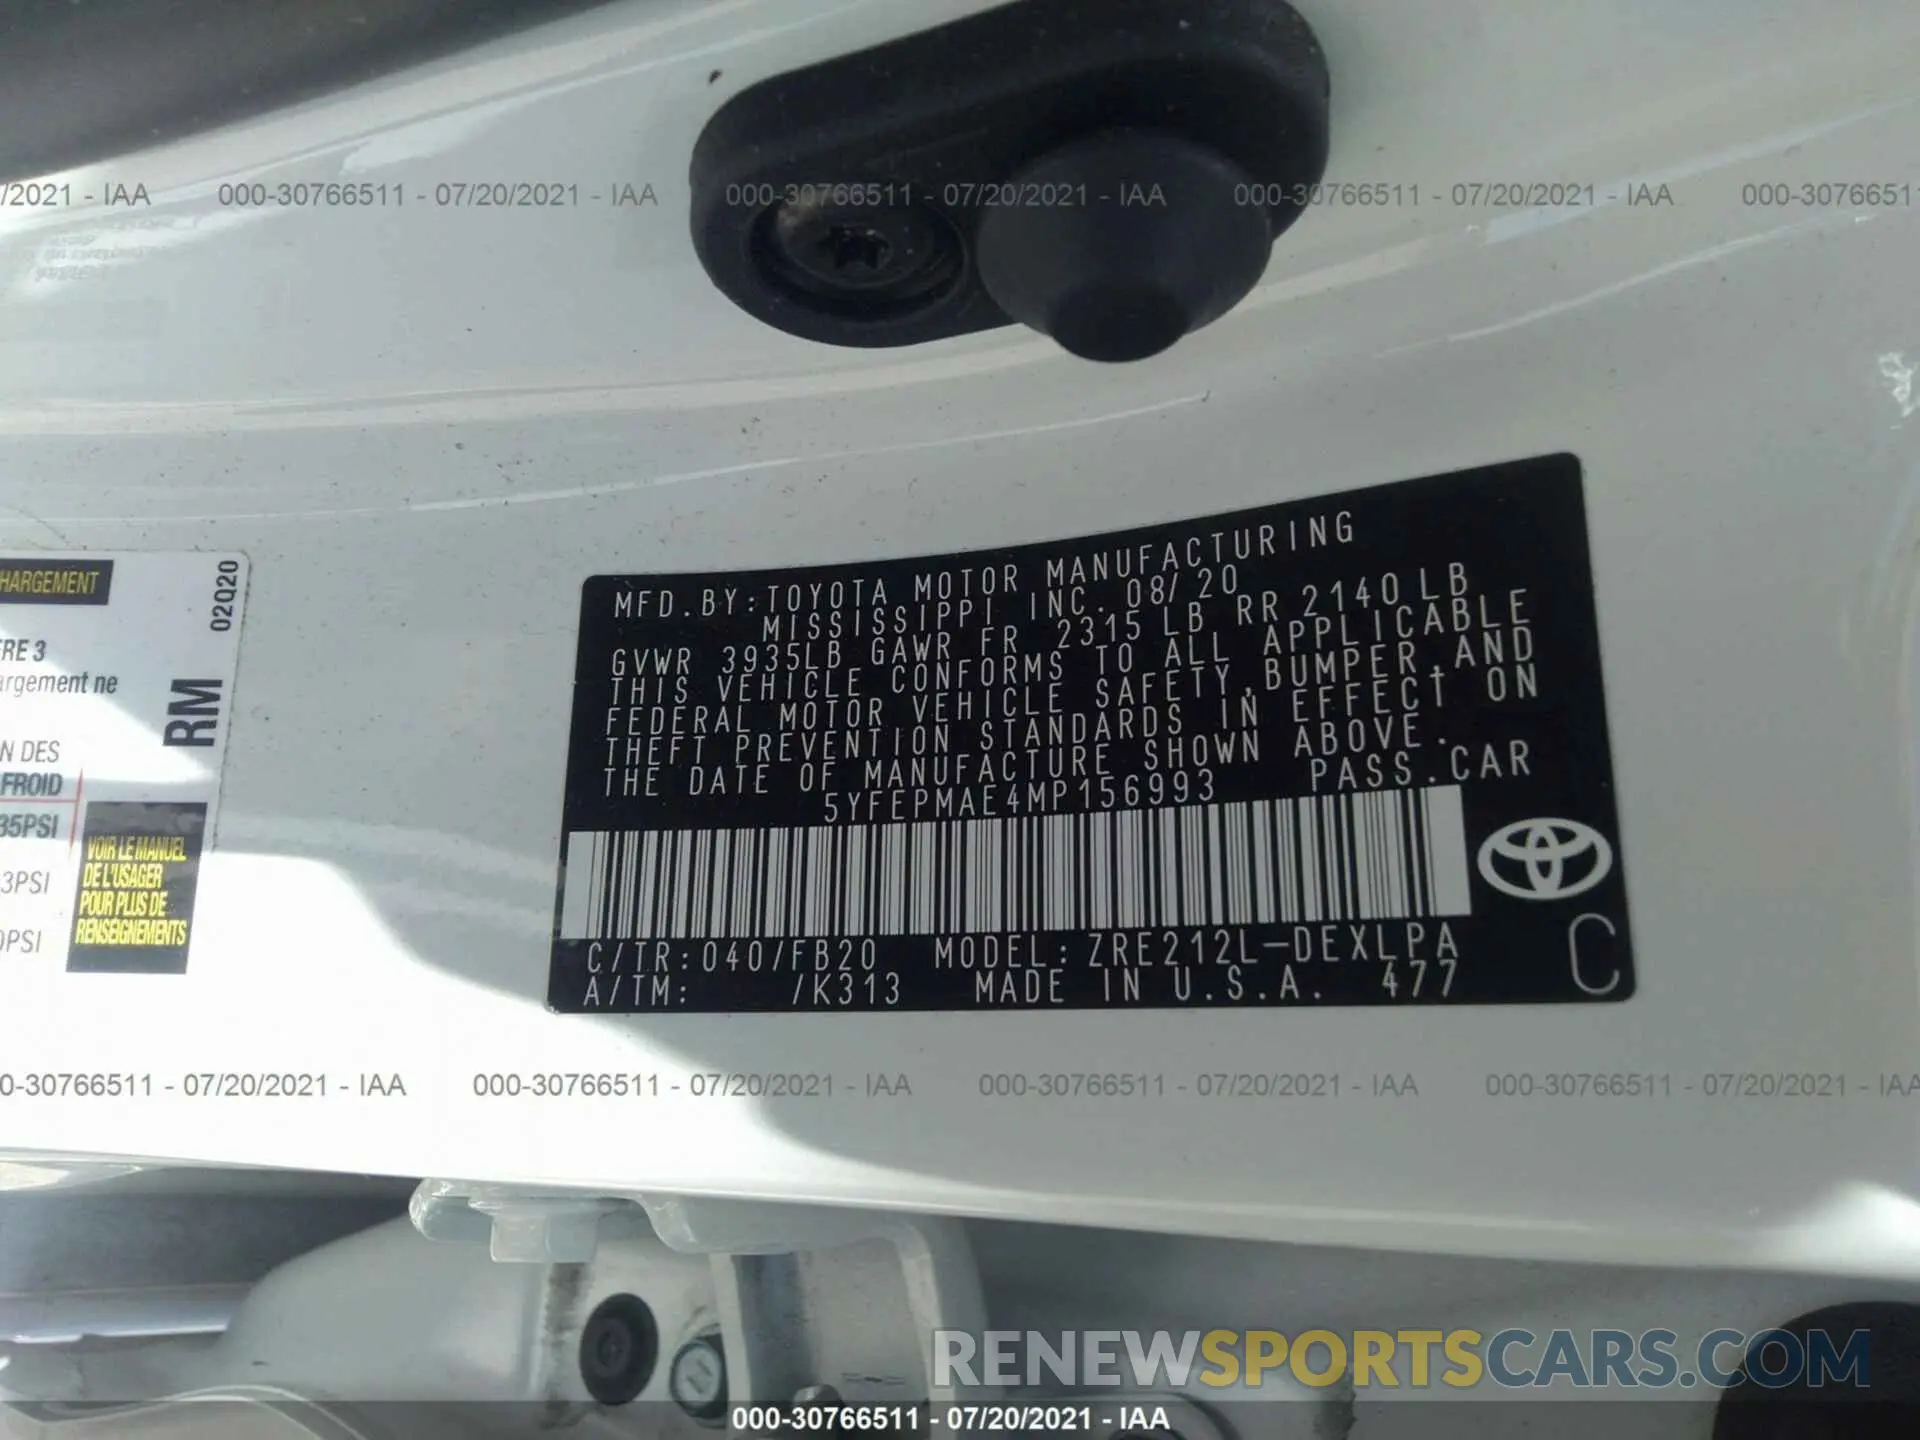 /2021 - IAA 000-30766511 - 07/20/2021 - IAA 000-30766511 - 07/20/2021 - IAA 000-30766511 - 07/20/2021 - IAA 000-3076651
HARGEMENT
02Q20
RE 3
argement ne
RM
N DES
FROID
35PSI
3PSI
0PSI
VOIR LE MANUEL
DE L'USAGER
POUR PLUS DE
RENSEIGNEMENTS
MFD.BY:TOYOTA MOTOR MANUFACTURING
MISSISSIPPI INC. 08/20
GVWR 3935LB GAWR FR 2315 LB RR 2140 LB
THIS VEHICLE CONFORMS TO ALL APPLICABLE
FEDERAL MOTOR VEHICLE SAFETY, BUMPER, AND
THEFT PREVENTION STANDARDS IN EFFECT ON
THE DATE OF MANUFACTURE SHOWN ABOVE.
5YFEPMAE4MP156993 PASS.CAR
C/TR:040/FB20 MODEL:ZRE212L-DEXLPA
A/TM: /K313 MADE IN U.S.A. 477
C
0-30766511 - 07/20/2021 - IAA 000-30766511 - 07/20/2021 - IAA 000-30766511 - 07/20/2021 - IAA 000-30766511 - 07/20/2021 - IAA
RENEWSPORTSCARS.COM
000-30766511 - 07/20/2021 - IAA